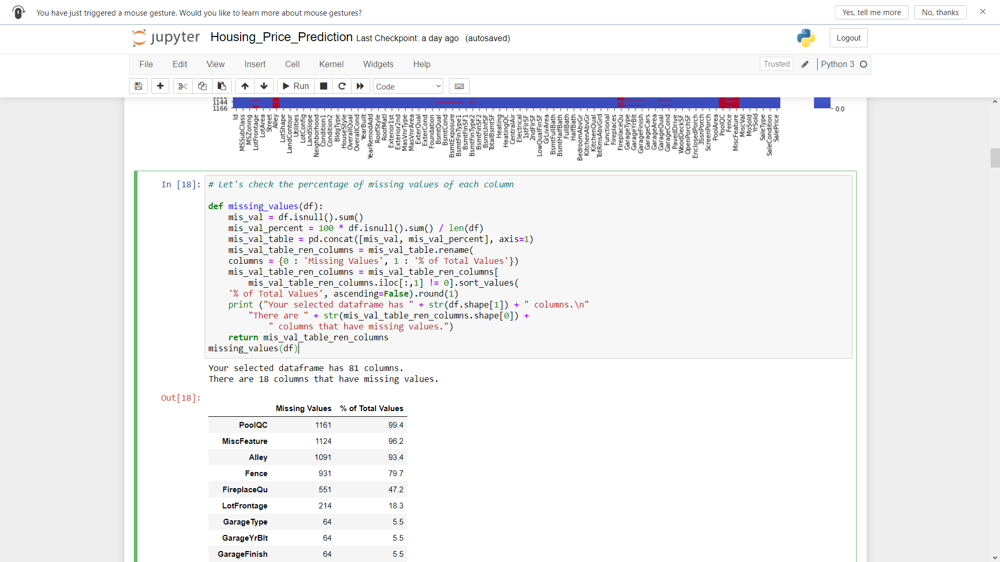 You have just triggered a mouse gesture. Would you like to learn more about mouse gestures?
Yes, tell me more
No, thanks
jupyter
Housing_Price_Prediction Last Checkpoint: a day ago (autosaved)
Logout
File Edit View Insert Cell Kernel Widgets Help
Trusted
Python 3
Run
Code
1144
1166
0.0
Id
MSSubClass
MSZoning
LotFrontage
LotArea
Street
Alley
LotShape
LandContour
Utilities
LotConfig
LandSlope
Neighborhood
Condition1
Condition2
BldgType
HouseStyle
OverallQual
OverallCond
YearBuilt
YearRemodAdd
RoofStyle
RoofMatl
Exterior1st
Exterior2nd
MasVnrType
MasVnrArea
ExterQual
ExterCond
Foundation
BsmtQual
BsmtCond
BsmtExposure
BsmtFinType1
BsmtFinSF1
BsmtFinType2
BsmtFinSF2
BsmtUnfSF
TotalBsmtSF
Heating
HeatingQC
CentralAir
Electrical
1stFlrSF
2ndFlrSF
LowQualFinSF
GrLivArea
BsmtFullBath
BsmtHalfBath
FullBath
HalfBath
BedroomAbvGr
KitchenAbvGr
KitchenQual
TotRmsAbvGrd
Functional
Fireplaces
FireplaceQu
GarageType
GarageYrBlt
GarageFinish
GarageCars
GarageArea
GarageQual
GarageCond
PavedDrive
WoodDeckSF
OpenPorchSF
EnclosedPorch
3SsnPorch
ScreenPorch
PoolArea
PoolQC
Fence
MiscFeature
MiscVal
MoSold
YrSold
SaleType
SaleCondition
SalePrice
In [18]:
# Let's check the percentage of missing values of each column
def missing_values(df):
mis_val = df.isnull().sum()
mis_val_percent = 100 * df.isnull().sum() / len(df)
mis_val_table = pd.concat([mis_val, mis_val_percent], axis=1)
mis_val_table_ren_columns = mis_val_table.rename(
columns = {0 : 'Missing Values', 1 : '% of Total Values'})
mis_val_table_ren_columns = mis_val_table_ren_columns[
mis_val_table_ren_columns.iloc[:,1] != 0].sort_values(
'% of Total Values', ascending=False).round(1)
print ("Your selected dataframe has " + str(df.shape[1]) + " columns.\n"
"There are " + str(mis_val_table_ren_columns.shape[0]) +
" columns that have missing values.")
return mis_val_table_ren_columns
missing_values(df)
Your selected dataframe has 81 columns.
There are 18 columns that have missing values.
Out[18]:
Missing Values % of Total Values
PoolQC 1161 99.4
MiscFeature 1124 96.2
Alley 1091 93.4
Fence 931 79.7
FireplaceQu 551 47.2
LotFrontage 214 18.3
GarageType 64 5.5
GarageYrBlt 64 5.5
GarageFinish 64 5.5